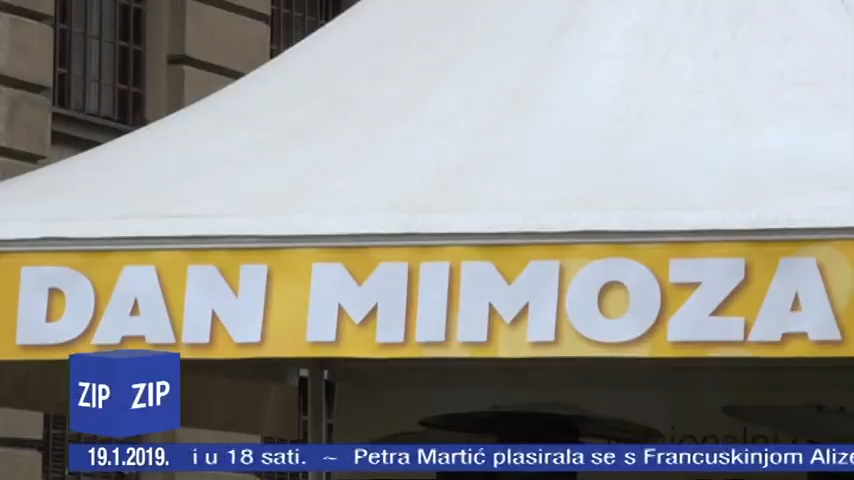 DAN MIMOZA
ZIP ZIP
19.1.2019. i u 18 sati. ~ Petra Martić plasirala se s Francuskinjom Alize